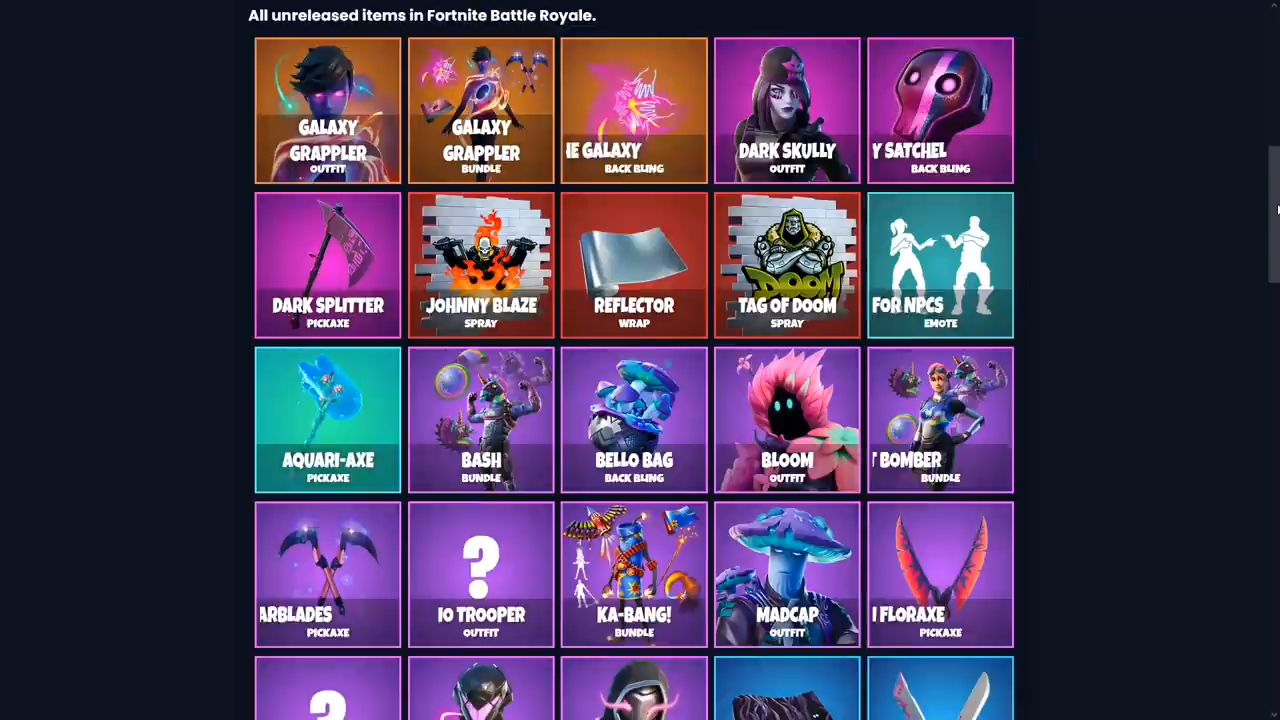 All unreleased items in Fortnite Battle Royale.
GALAXY
GRAPPLER
OUTFIT
GALAXY
GRAPPLER
BUNDLE
GALAXY
BACK BLING
DARK SKULLY
OUTFIT
Y SATCHEL
BACK BLING
DARK SPLITTER
PICKAXE
JOHNNY BLAZE
SPRAY
REFLECTOR
WRAP
DOOM
TAG OF DOOM
SPRAY
FOR NPCS
EMOTE
AQUARI-AXE
PICKAXE
BASH
BUNDLE
BELLO BAG
BACK BLING
BLOOM
OUTFIT
BOMBER
BUNDLE
ARBLADES
PICKAXE
?
IO TROOPER
OUTFIT
KA-BANG!
BUNDLE
MADCAP
OUTFIT
FLORAXE
PICKAXE
?